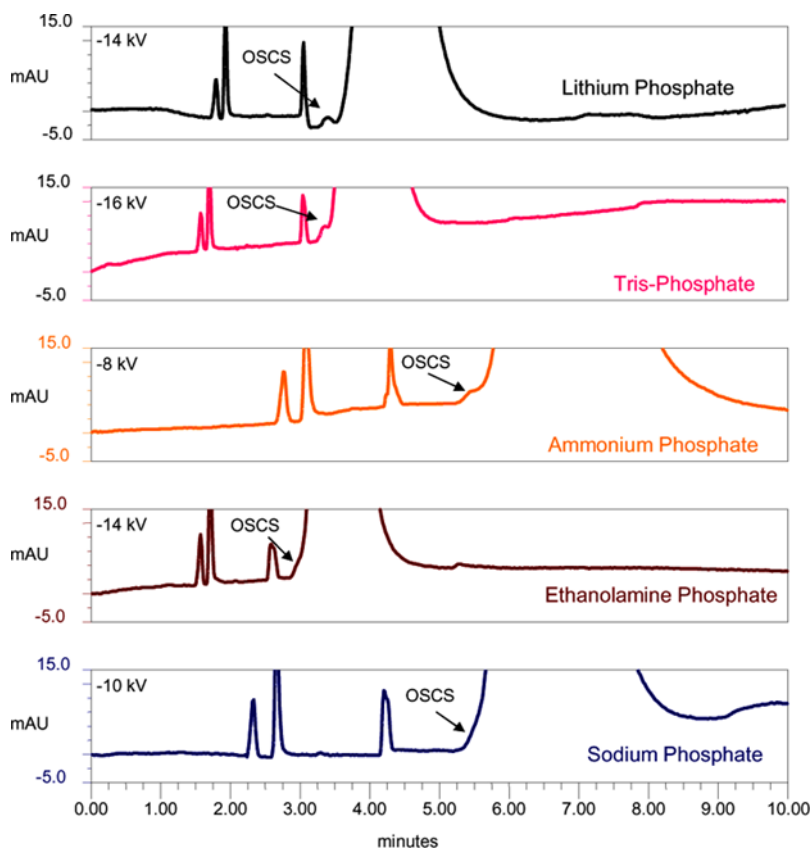 15.0
-14 kV
OSCS
mAU
Lithium Phosphate
-5.0
15.0
-16 kV
OSCS
mAU
Tris-Phosphate
-5.0
15.0
-8 kV
OSCS
mAU
Ammonium Phosphate
-5.0
15.0
-14 kV
OSCS
mAU
Ethanolamine Phosphate
-5.0
15.0
-10 kV
OSCS
mAU
Sodium Phosphate
-5.0
0.00 1.00 2.00 3.00 4.00 5.00 6.00 7.00 8.00 9.00 10.00
minutes